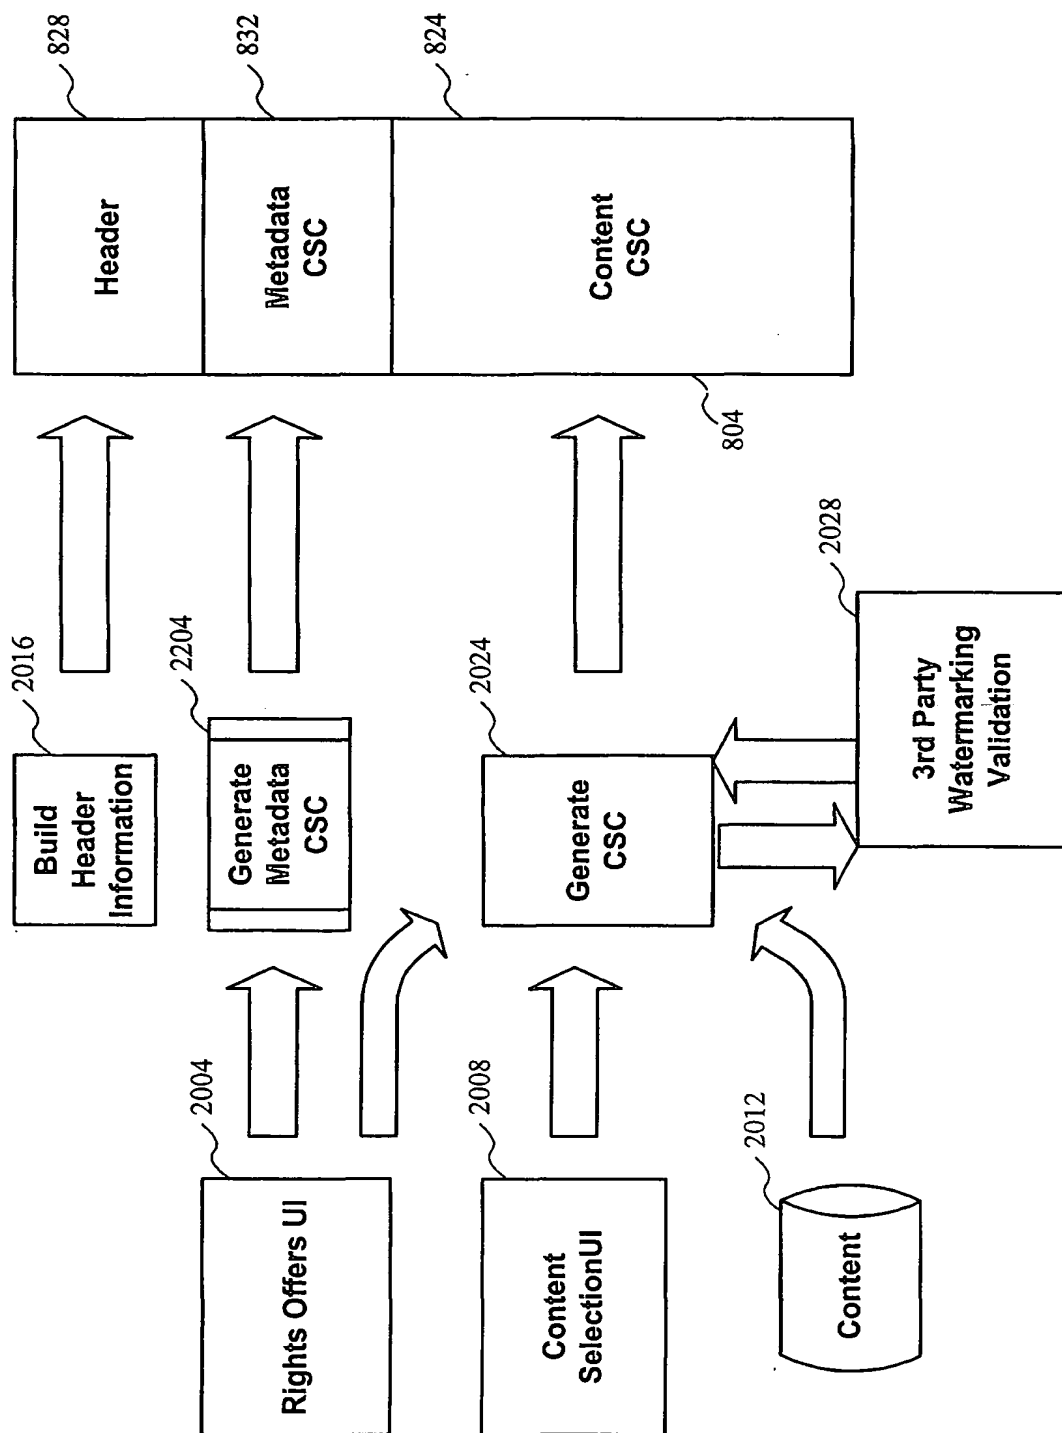 Rights Offers UI
2004
Content
SelectionUI
2008
Content
2012
Build
Header
Information
2016
Generate
Metadata
CSC
2204
Generate
CSC
2024
3rd Party
Watermarking
Validation
2028
Header
828
Metadata
CSC
832
Content
CSC
824
804